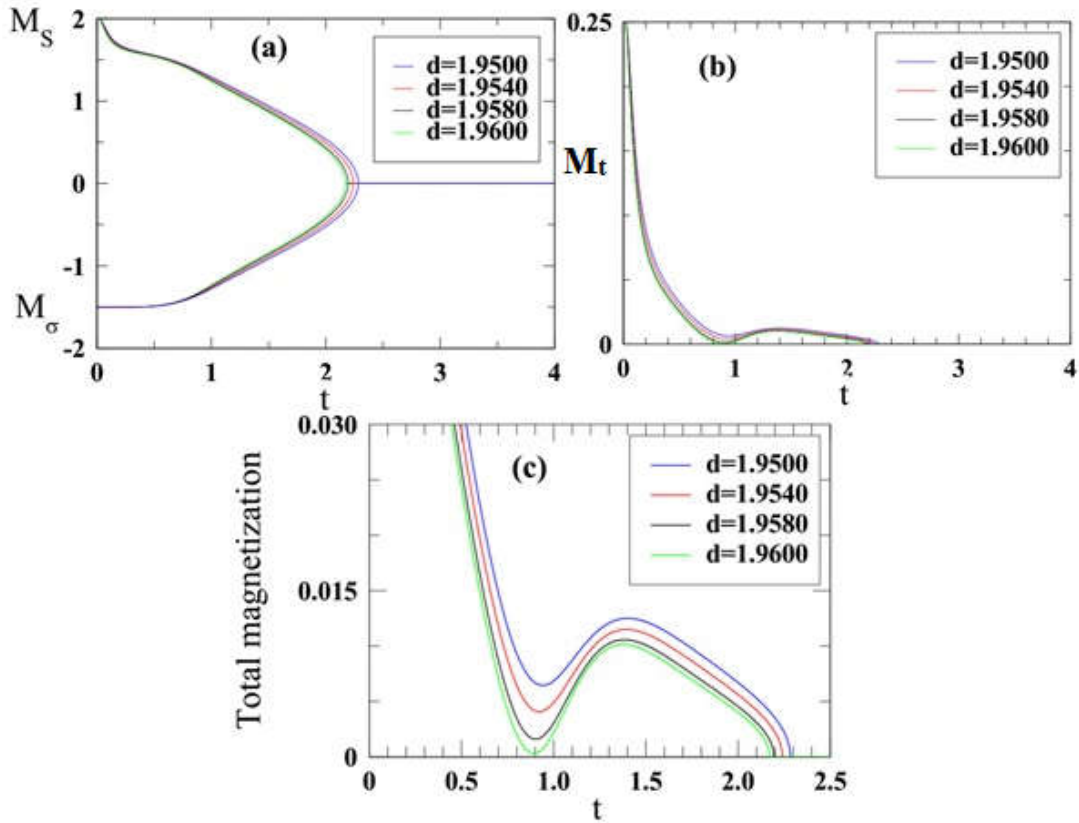 M_S
2
1
0
-1
M_σ
-2
(a)
d=1.9500
d=1.9540
d=1.9580
d=1.9600
0
1
2
3
4
t
0.25
M_t
0
(b)
d=1.9500
d=1.9540
d=1.9580
d=1.9600
0
1
2
3
4
t
Total magnetization
0.030
0.015
0
(c)
d=1.9500
d=1.9540
d=1.9580
d=1.9600
0
0.5
1.0
1.5
2.0
2.5
t